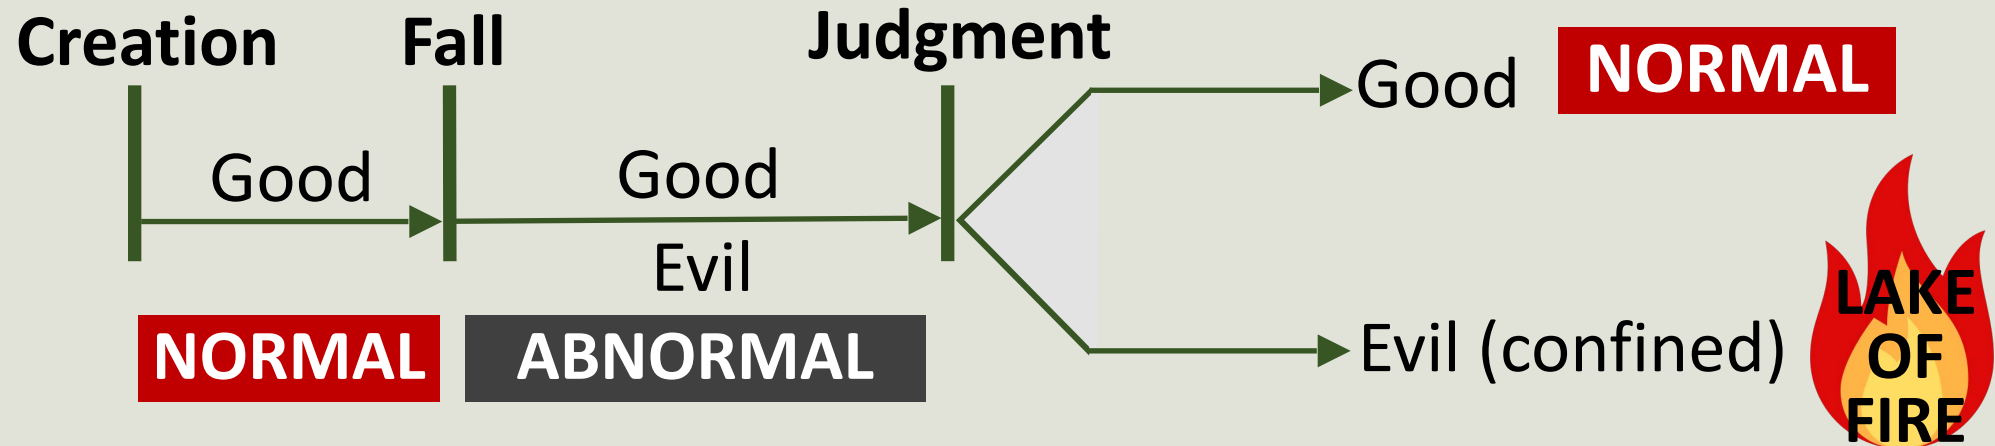 Creation Fall Judgment
Good NORMAL
Good Good
Evil
NORMAL ABNORMAL
Evil (confined)
LAKE
OF
FIRE